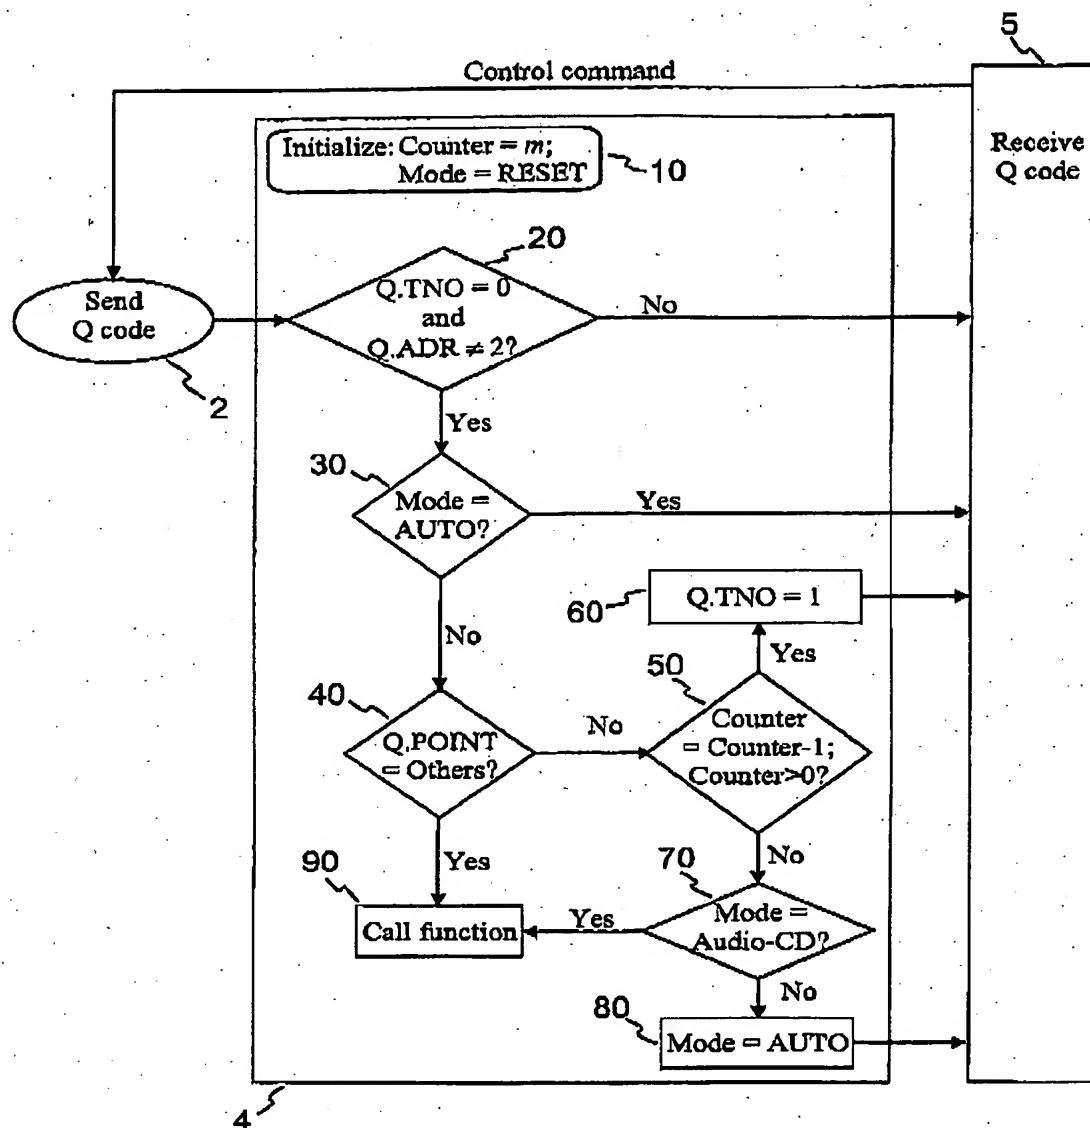 5
Control command
Initialize: Counter = m;
Mode = RESET
10
Receive
Q code
20
Q.TNO = 0
and
Q.ADR ≠ 2?
No
Send
Q code
2
Yes
30
Mode =
AUTO?
Yes
60
Q.TNO = 1
No
Yes
50
40
Q.POINT
= Others?
No
Counter
= Counter-1;
Counter>0?
Yes
No
90
70
Call function
Yes
Mode =
Audio-CD?
No
80
Mode = AUTO
4